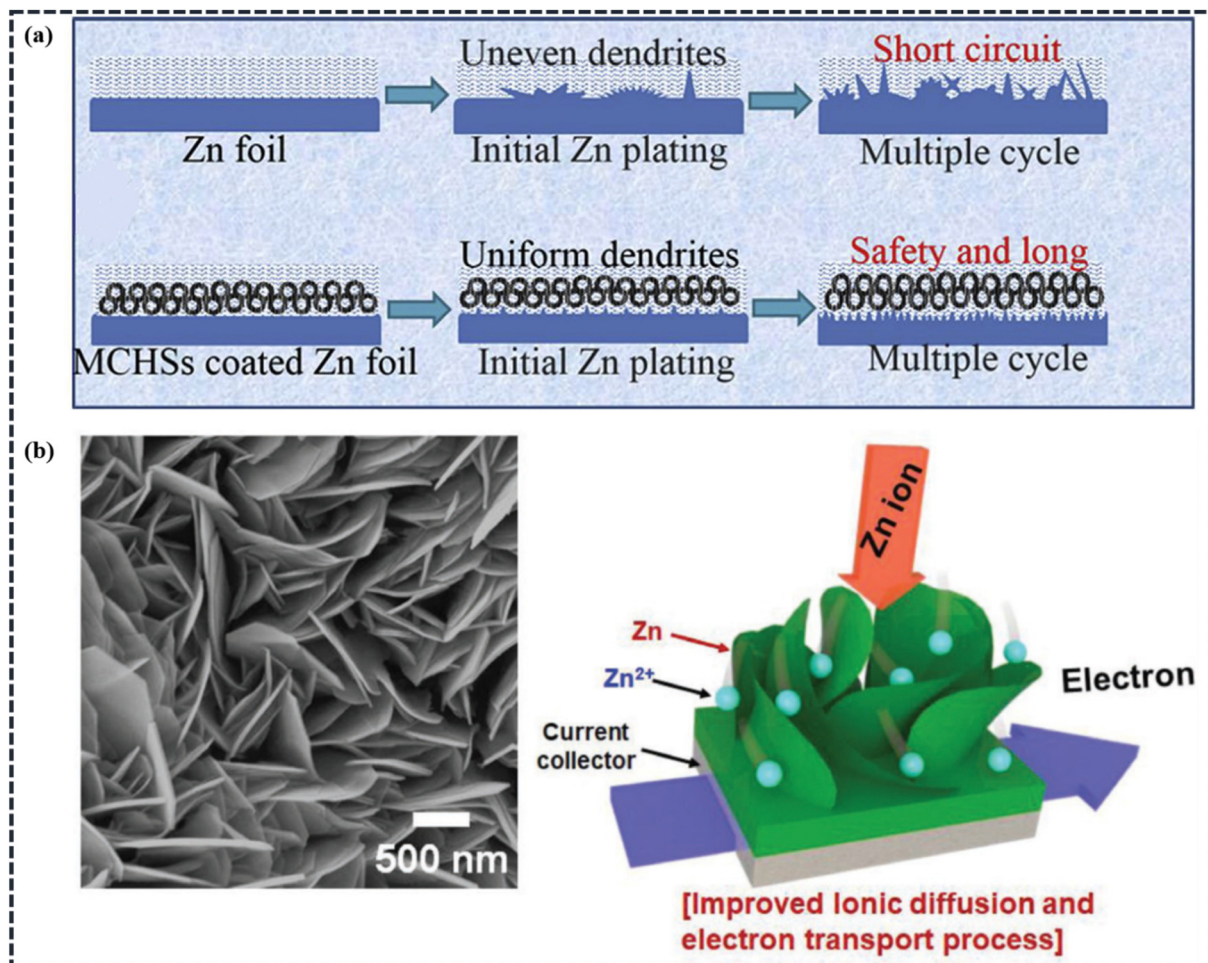 (a)
Uneven dendrites
Short circuit
Zn foil
Initial Zn plating
Multiple cycle
Uniform dendrites
Safety and long
MCHSs coated Zn foil
Initial Zn plating
Multiple cycle
(b)
500 nm
Zn ion
Zn
Zn²⁺
Current
collector
Electron
[Improved Ionic diffusion and
electron transport process]